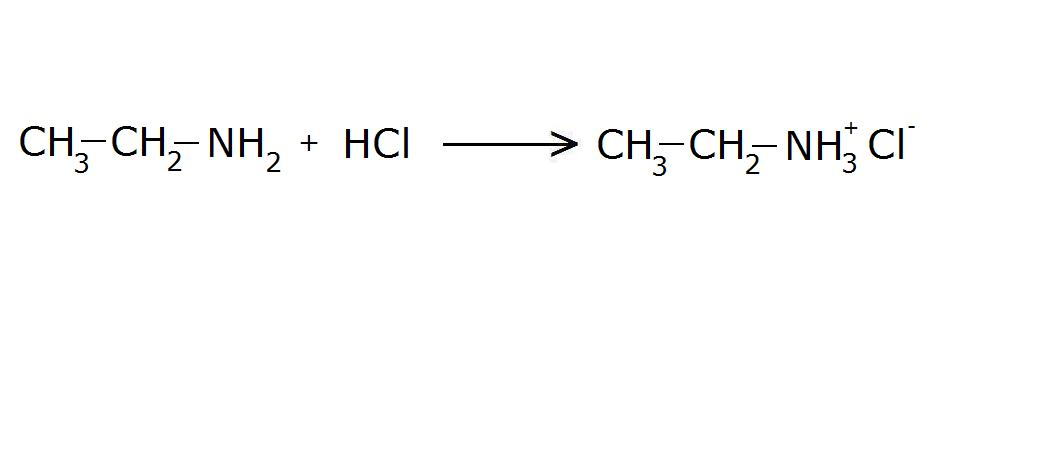 CH₃—CH₂—NH₂ + HCl ⟶ CH₃—CH₂—NH₃⁺ Cl⁻